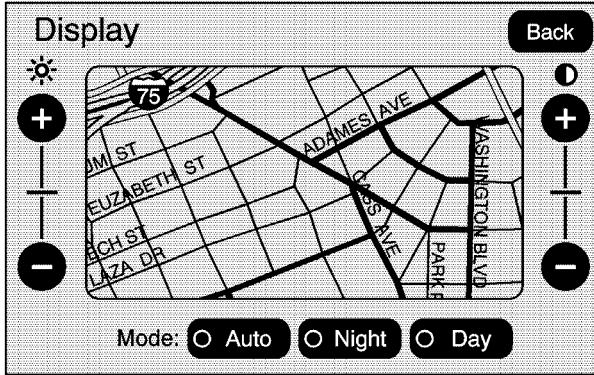 Display
Back
75
ADAMES AVE
UM ST
EUZABETH ST
CASS AVE
WASHINGTON BLVD
ECH ST
LAZA DR
PARK
Mode: Auto Night Day